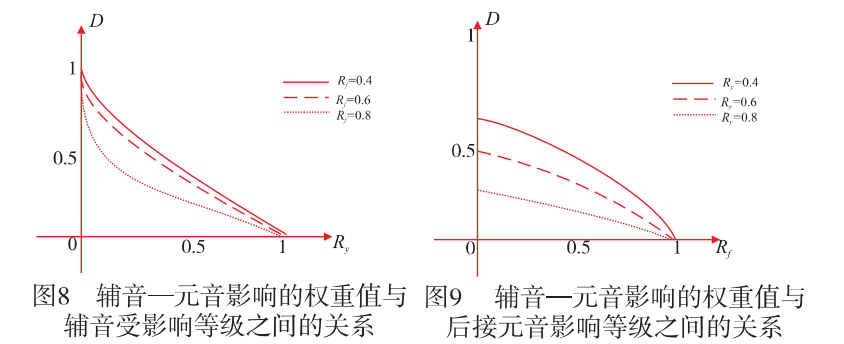 D
1
R_f=0.4
R_f=0.6
R_f=0.8
0.5
0
0.5
1
R_y
图8 辅音—元音影响的权重值与
辅音受影响等级之间的关系
D
1
R_y=0.4
R_y=0.6
R_y=0.8
0.5
0
0.5
1
R_f
图9 辅音—元音影响的权重值与
后接元音影响等级之间的关系